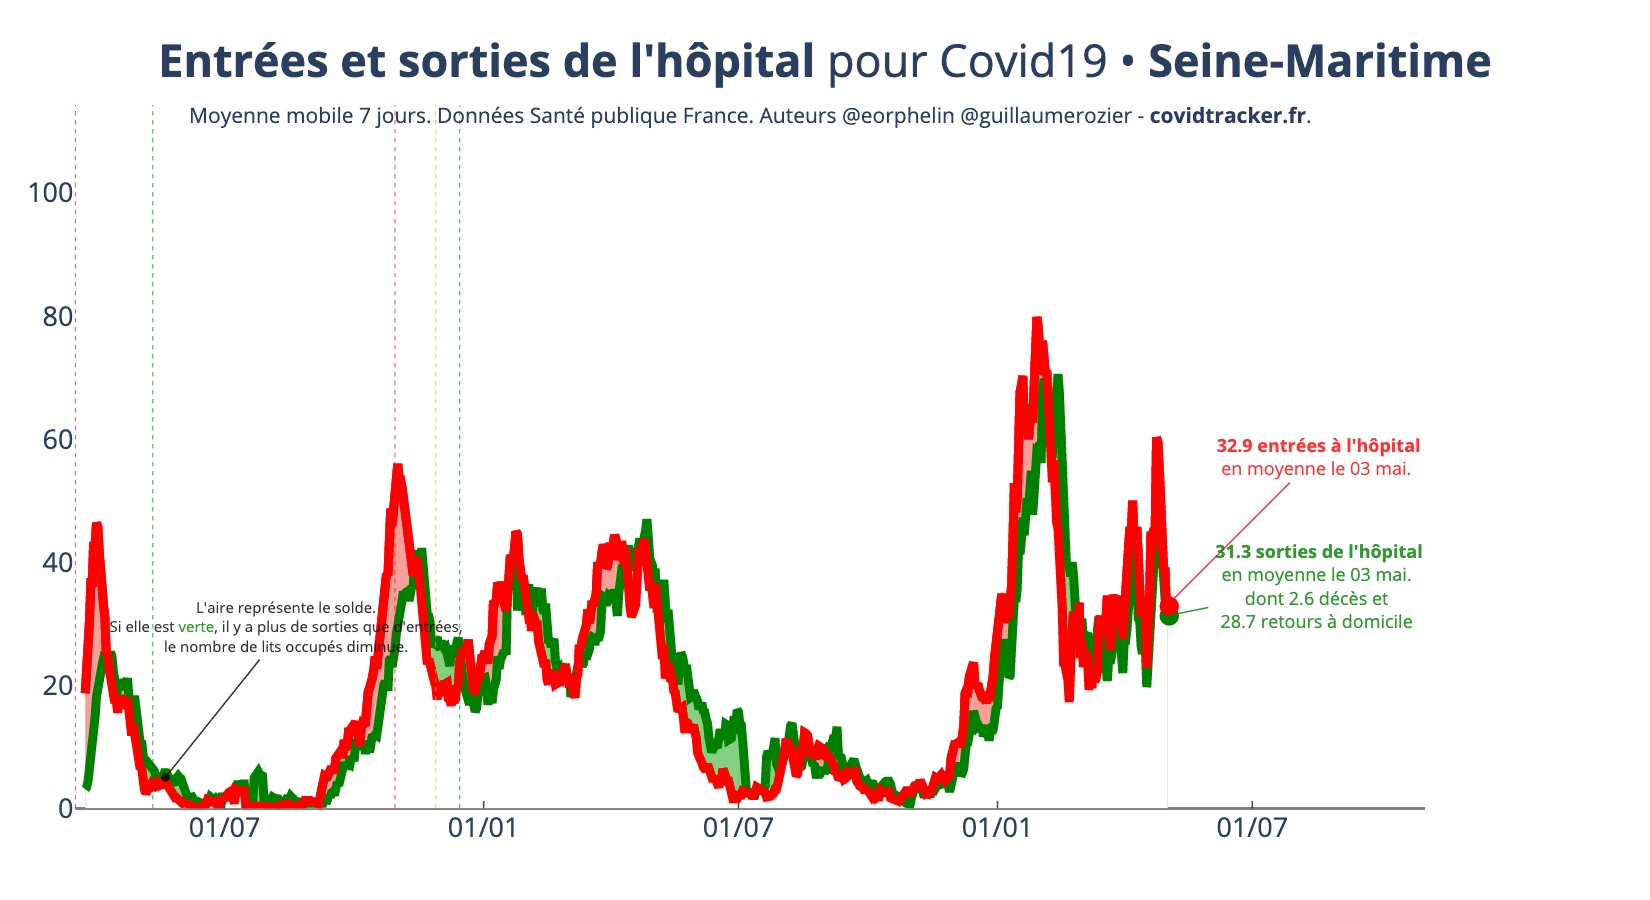 Entrées et sorties de l'hôpital pour Covid19 • Seine-Maritime
Moyenne mobile 7 jours. Données Santé publique France. Auteurs @eorphelin @guillaumerozier - covidtracker.fr.
100
80
60
40
20
0
L'aire représente le solde.
Si elle est verte, il y a plus de sorties que d'entrées,
le nombre de lits occupés diminue.
32.9 entrées à l'hôpital
en moyenne le 03 mai.
31.3 sorties de l'hôpital
en moyenne le 03 mai.
dont 2.6 décès et
28.7 retours à domicile
01/07
01/01
01/07
01/01
01/07